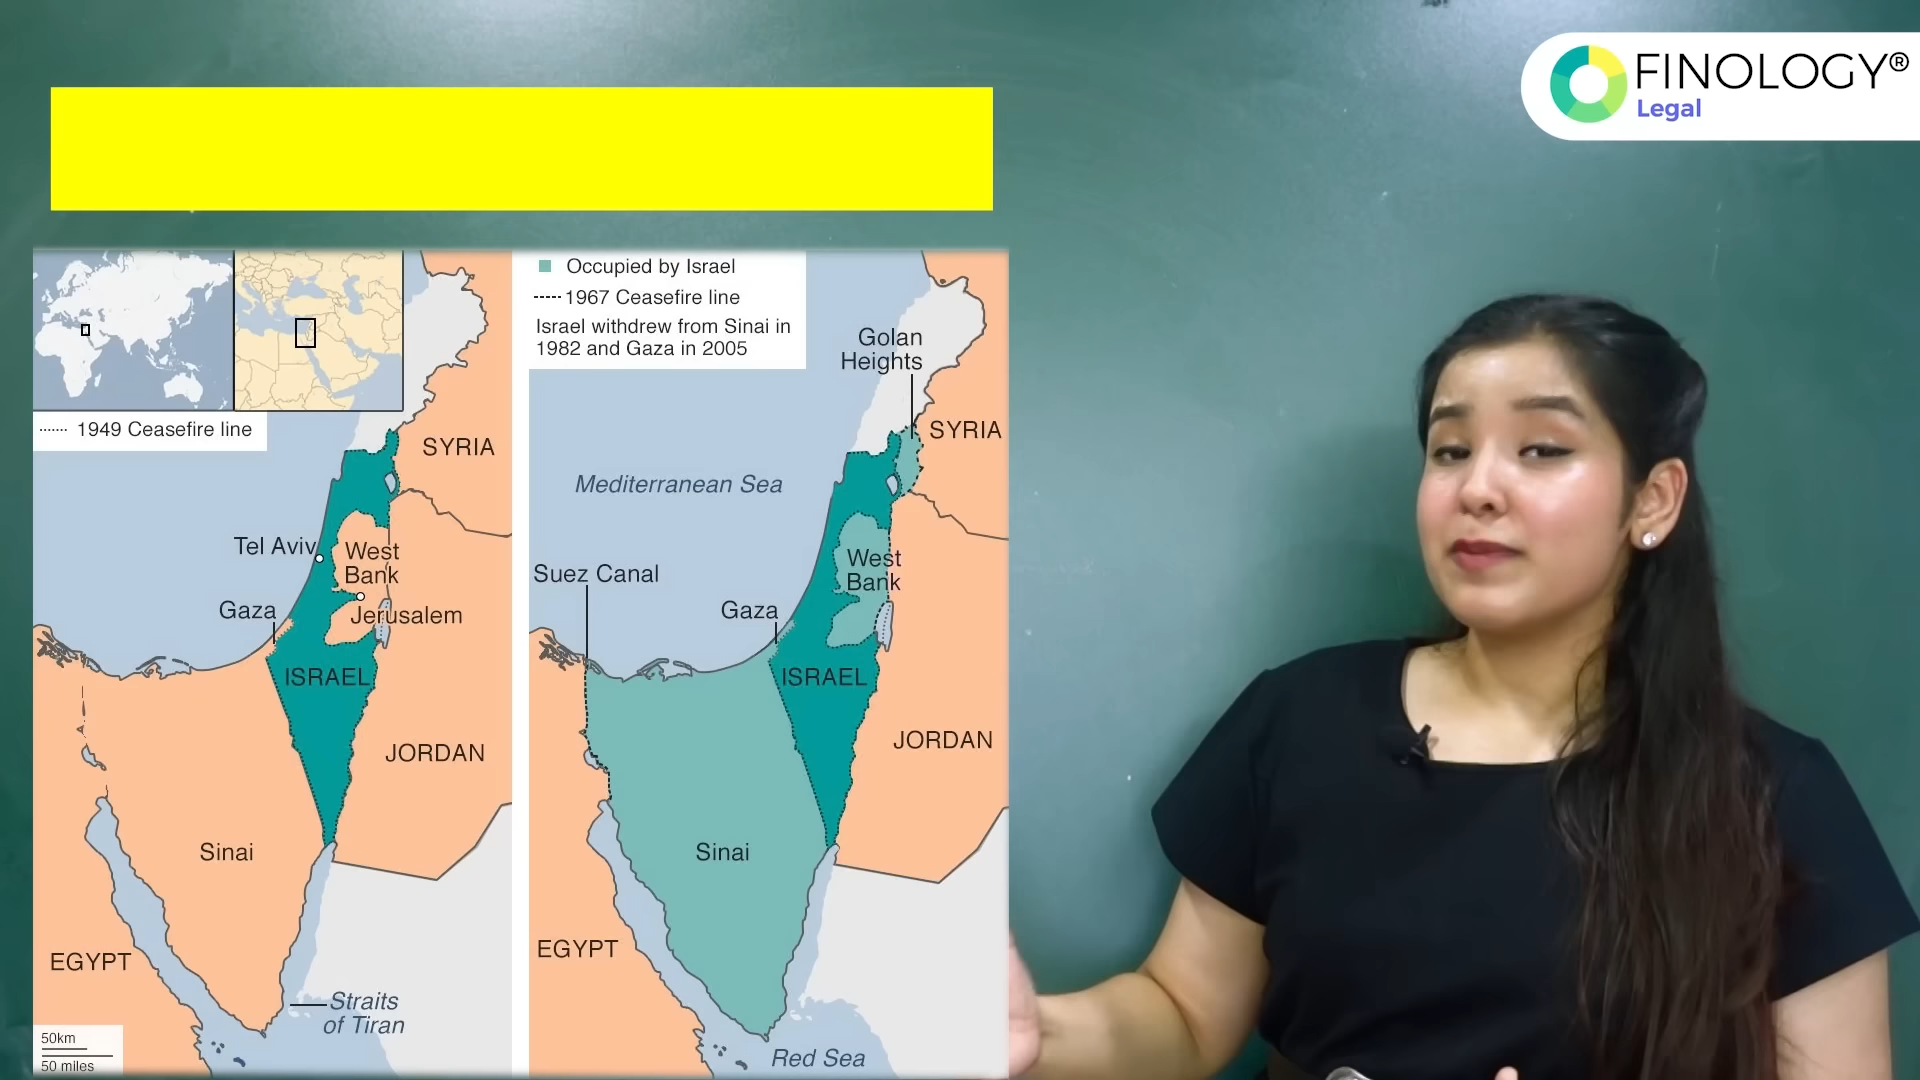 FINOLOGY®
Legal
1949 Ceasefire line
SYRIA
Tel Aviv
West
Bank
Gaza
Jerusalem
ISRAEL
JORDAN
Sinai
EGYPT
Straits
of Tiran
50km
50 miles
Occupied by Israel
1967 Ceasefire line
Israel withdrew from Sinai in
1982 and Gaza in 2005
Golan
Heights
SYRIA
Mediterranean Sea
West
Bank
Suez Canal
Gaza
ISRAEL
JORDAN
Sinai
EGYPT
Red Sea